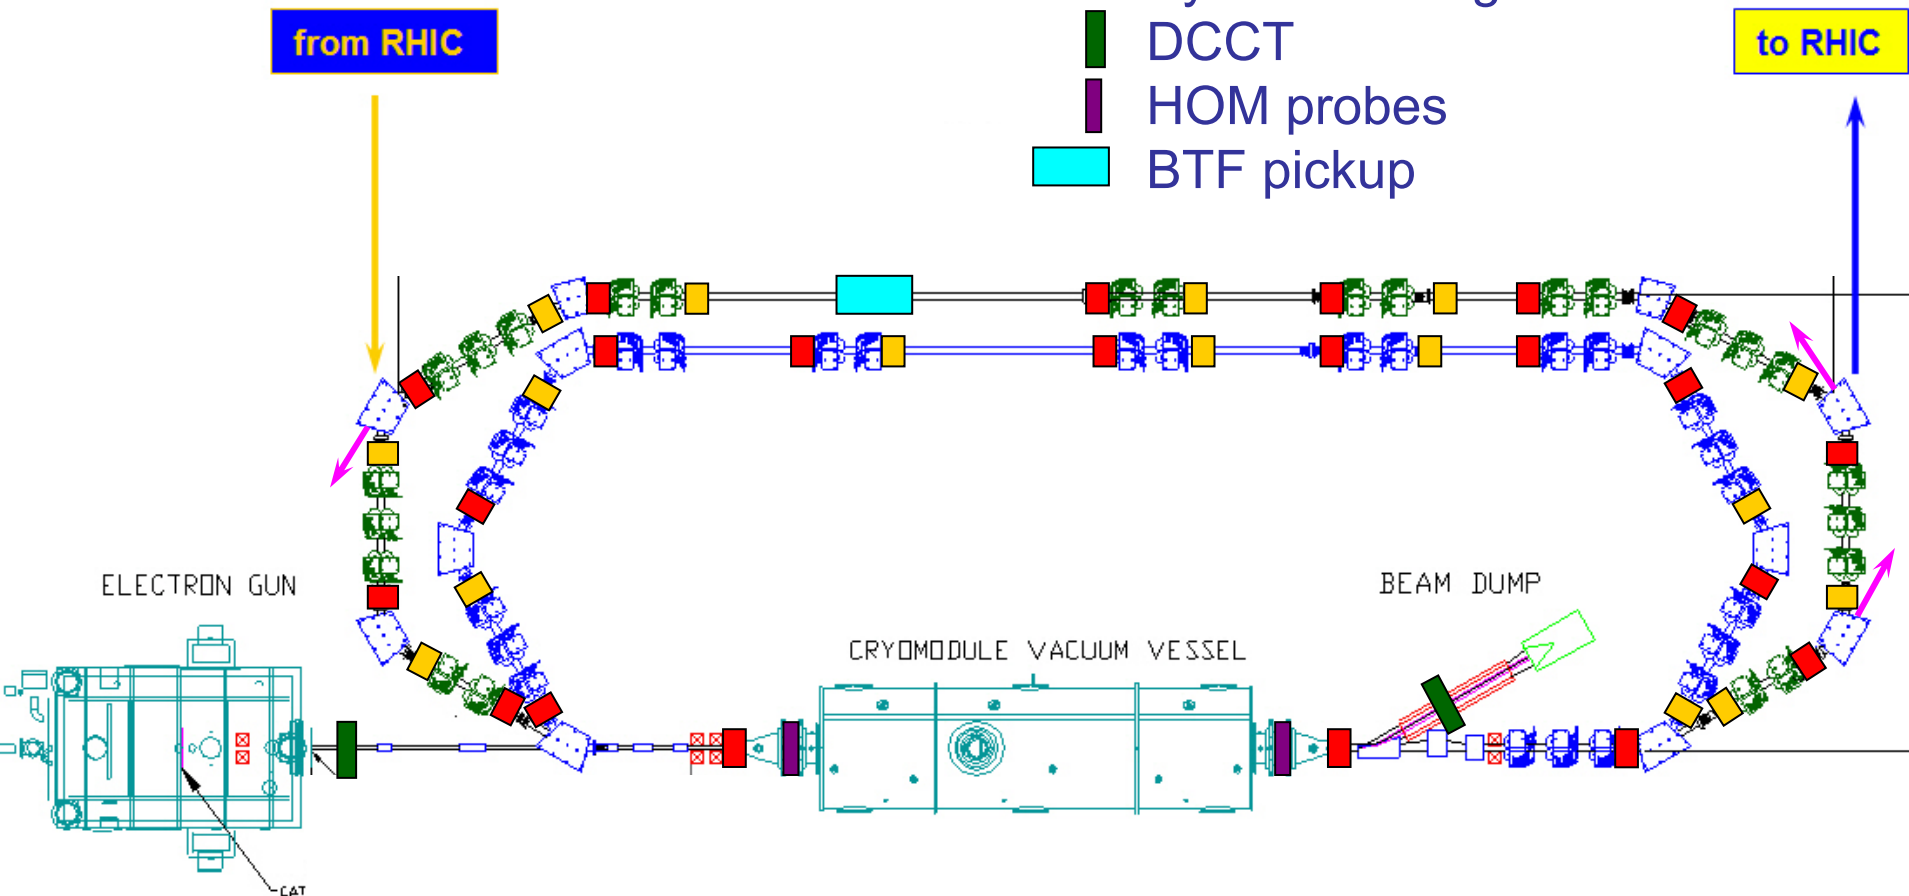 from RHIC
DCCT
to RHIC
HOM probes
BTF pickup
ELECTRON GUN
BEAM DUMP
CRYOMODULE VACUUM VESSEL